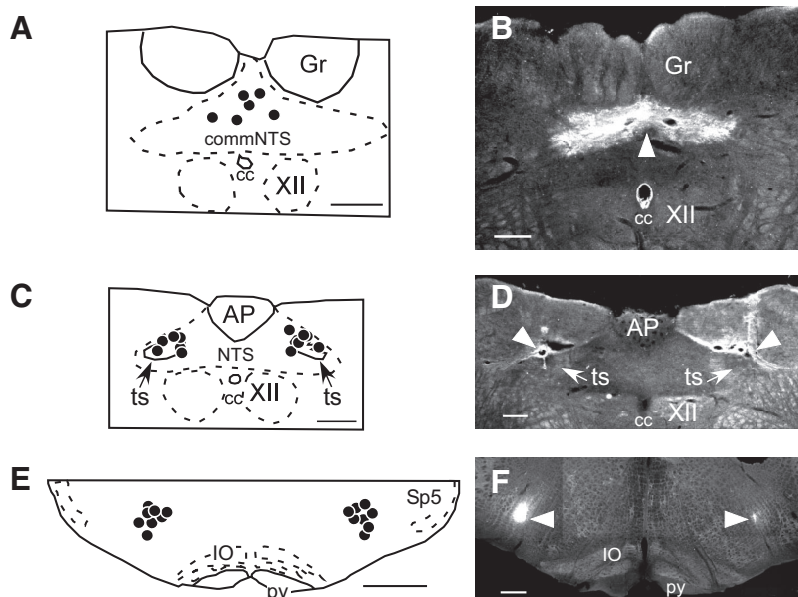 A
Gr
commNTS
cc
XII
B
Gr
cc
XII
C
AP
NTS
ts
ts
cc
XII
D
AP
ts
ts
cc
XII
E
Sp5
IO
py
F
IO
py